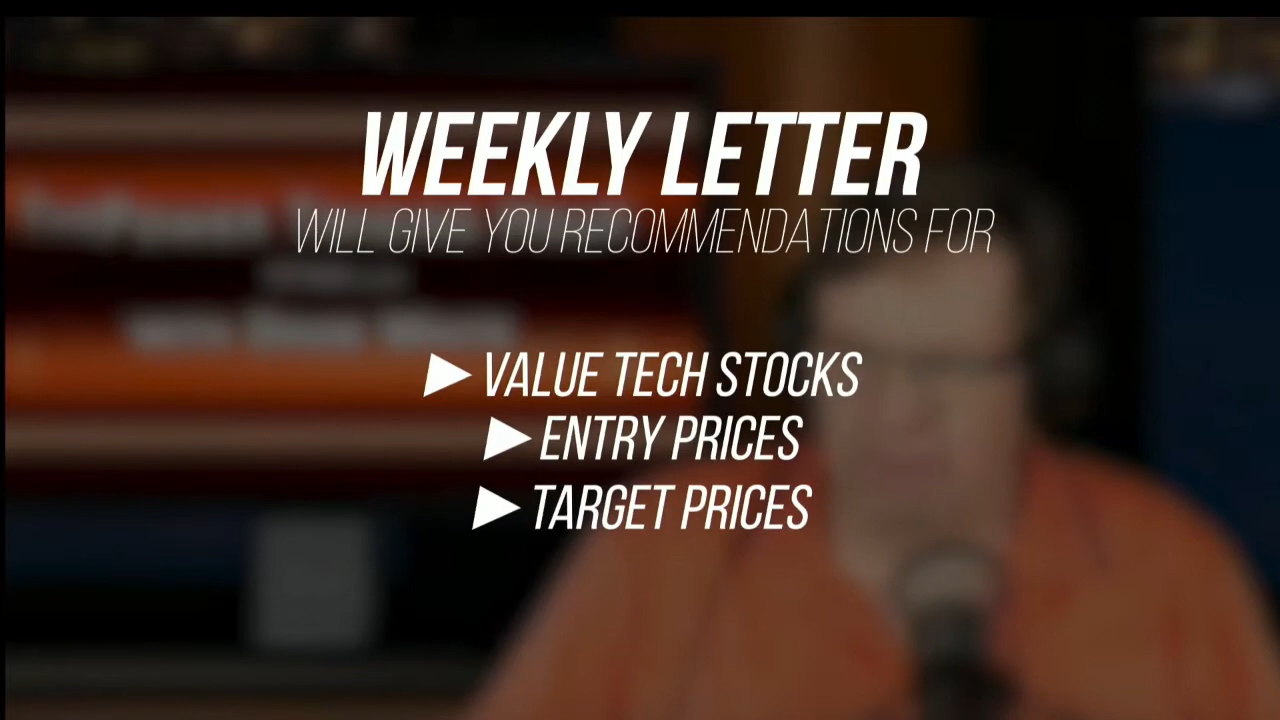 WEEKLY LETTER
WILL GIVE YOU RECOMMENDATIONS FOR
VALUE TECH STOCKS
ENTRY PRICES
TARGET PRICES